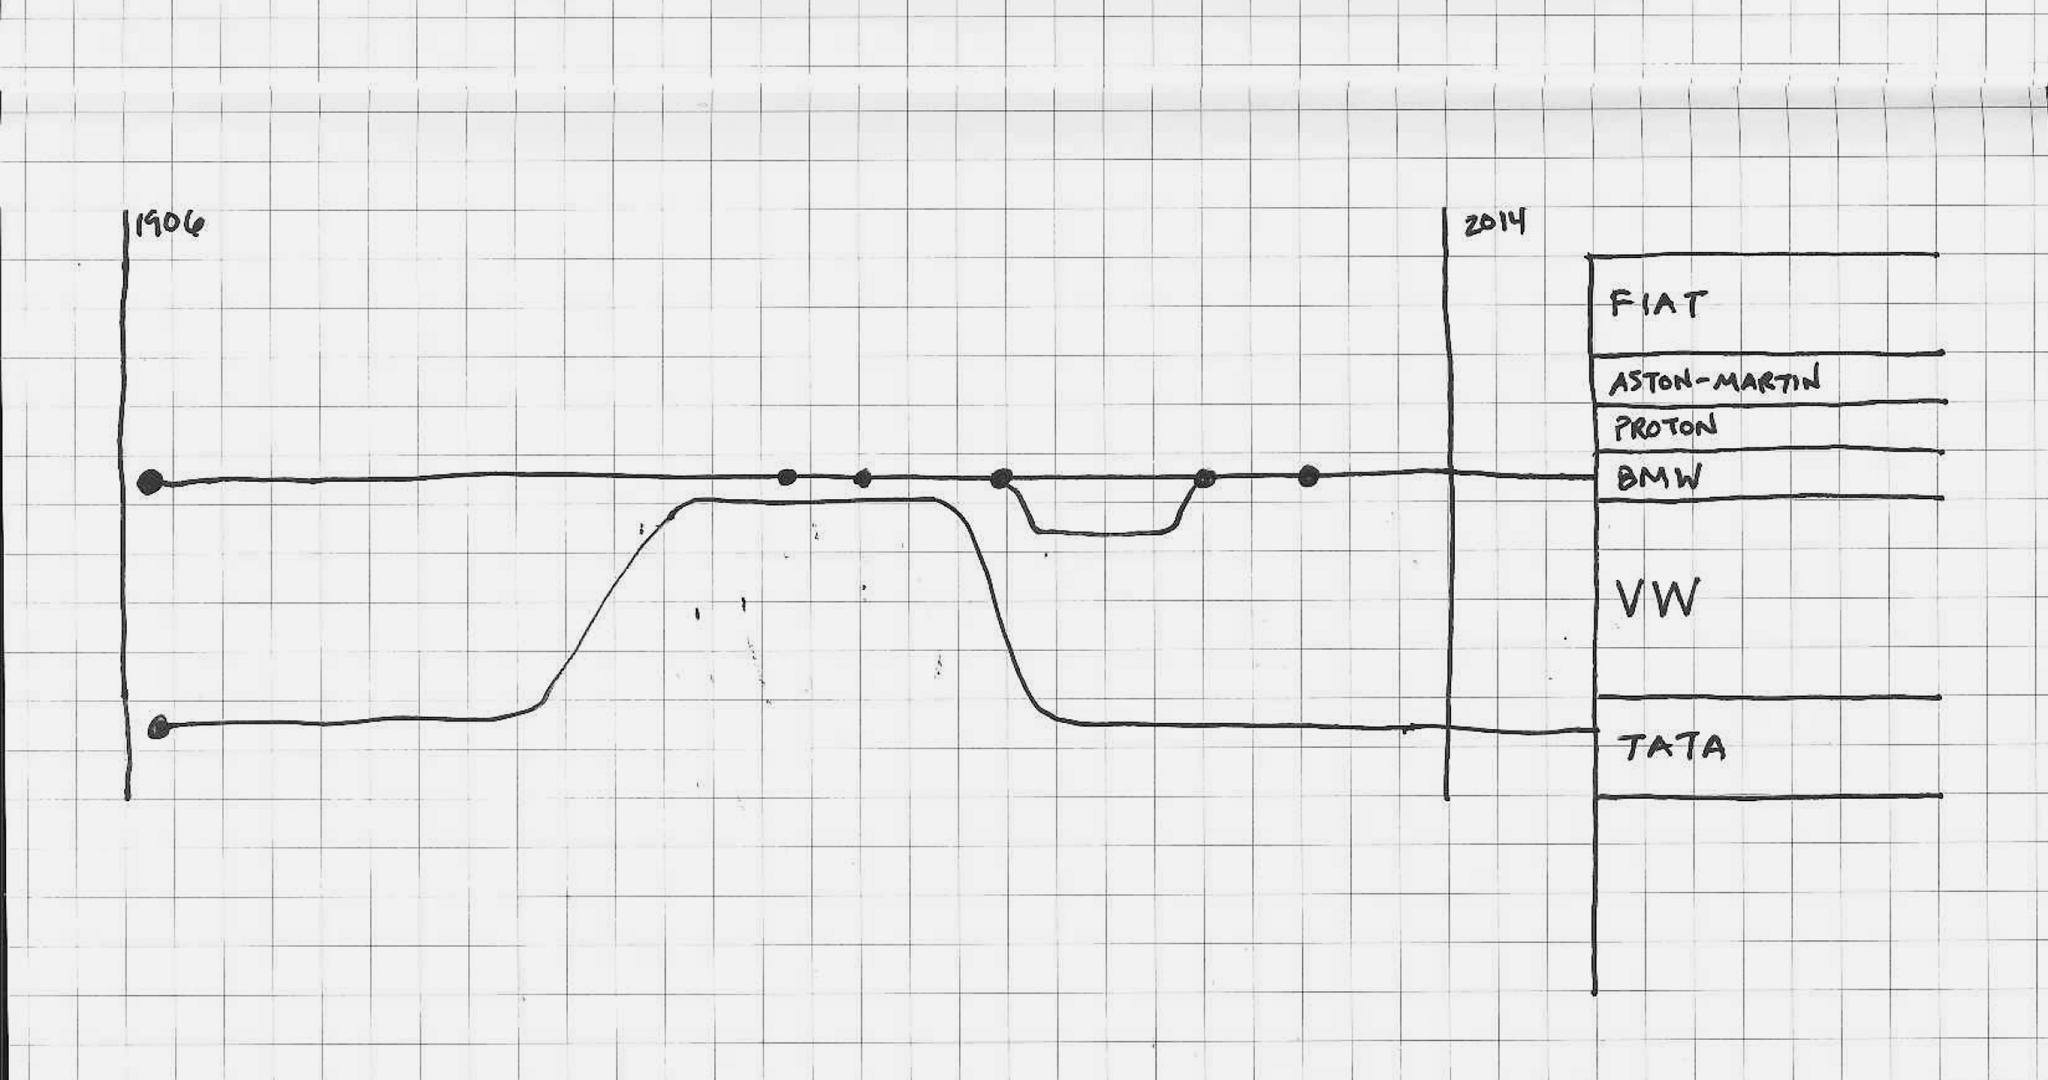 1906
2014
FIAT
ASTON-MARTIN
PROTON
BMW
VW
TATA